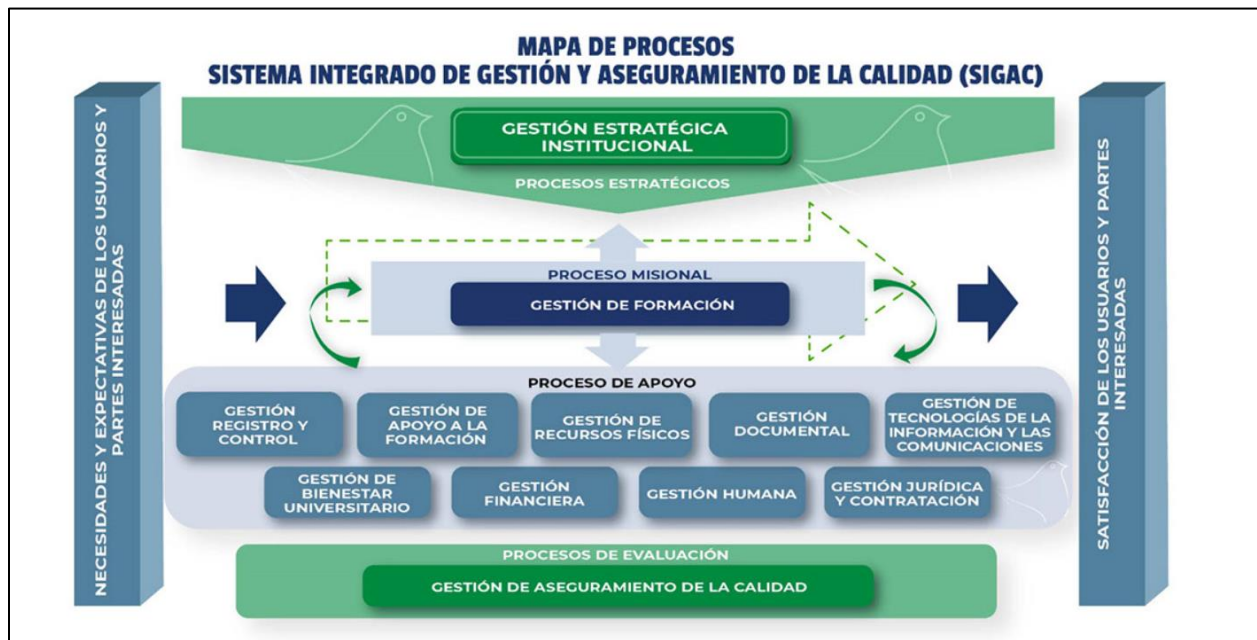 MAPA DE PROCESOS
SISTEMA INTEGRADO DE GESTIÓN Y ASEGURAMIENTO DE LA CALIDAD (SIGAC)
NECESIDADES Y EXPECTATIVAS DE LOS USUARIOS Y
PARTES INTERESADAS
GESTIÓN ESTRATÉGICA
INSTITUCIONAL
PROCESOS ESTRATÉGICOS
PROCESO MISIONAL
GESTIÓN DE FORMACIÓN
PROCESO DE APOYO
GESTIÓN
REGISTRO Y
CONTROL
GESTIÓN DE
APOYO A LA
FORMACIÓN
GESTIÓN DE
RECURSOS FÍSICOS
GESTIÓN
DOCUMENTAL
GESTIÓN DE
TECNOLOGÍAS DE LA
INFORMACIÓN Y LAS
COMUNICACIONES
GESTIÓN DE
BIENESTAR
UNIVERSITARIO
GESTIÓN
FINANCIERA
GESTIÓN HUMANA
GESTIÓN JURÍDICA
Y CONTRATACIÓN
PROCESOS DE EVALUACIÓN
GESTIÓN DE ASEGURAMIENTO DE LA CALIDAD
SATISFACCIÓN DE LOS USUARIOS Y PARTES
INTERESADAS